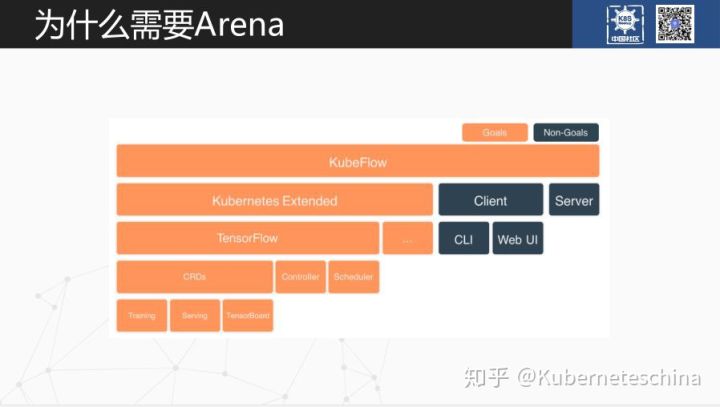 为什么需要Arena
K8S
Meetup
中国社区
Goals
Non-Goals
KubeFlow
Kubernetes Extended
Client
Server
TensorFlow
...
CLI
Web UI
CRDs
Controller
Scheduler
Training
Serving
TensorBoard
知乎 @Kuberneteschina